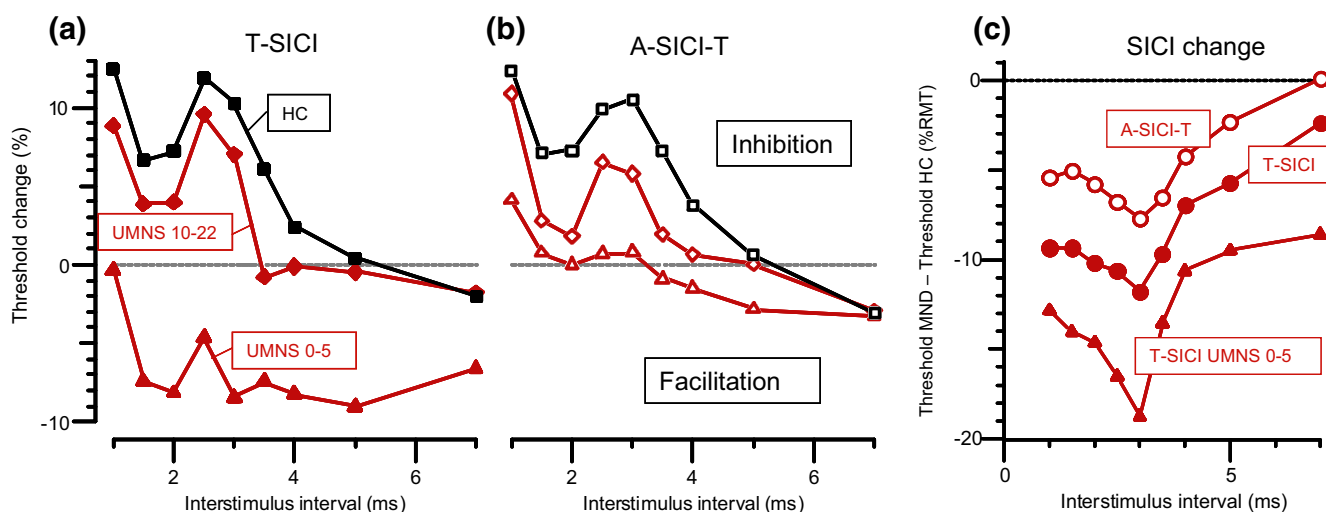 (a)
T-SICI
Threshold change (%)
10
0
-10
HC
UMNS 10-22
UMNS 0-5
2
4
6
Interstimulus interval (ms)
(b)
A-SICI-T
Inhibition
Facilitation
2
4
6
Interstimulus interval (ms)
(c)
SICI change
Threshold MND – Threshold HC (%RMT)
0
-10
-20
A-SICI-T
T-SICI
T-SICI UMNS 0-5
0
5
Interstimulus interval (ms)